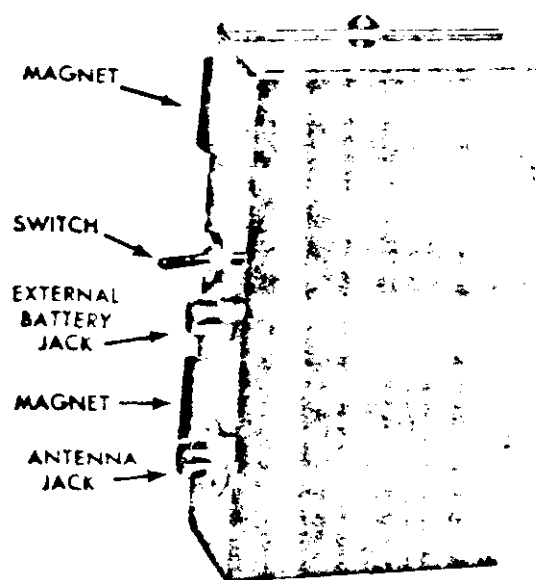 MAGNET
SWITCH
EXTERNAL
BATTERY
JACK
MAGNET
ANTENNA
JACK